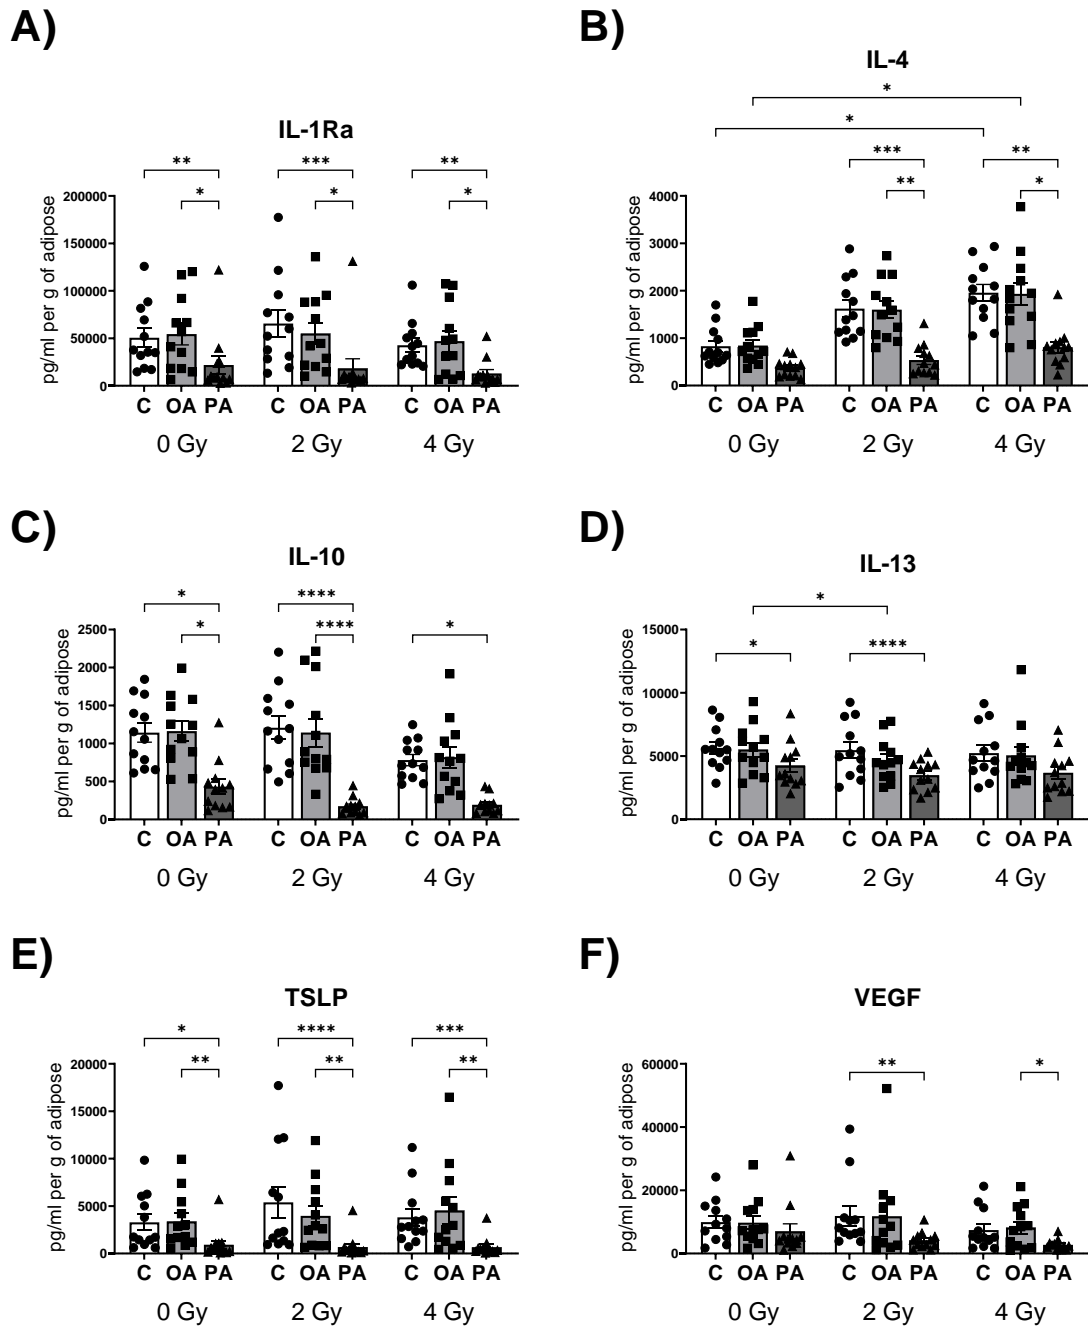 A)
IL-1Ra
** *** **
* * *
pg/ml per g of adipose
200000
150000
100000
50000
0
C OA PA C OA PA C OA PA
0 Gy 2 Gy 4 Gy
B)
IL-4
*
*
*** **
** *
pg/ml per g of adipose
4000
3000
2000
1000
0
C OA PA C OA PA C OA PA
0 Gy 2 Gy 4 Gy
C)
IL-10
* ****
* **** *
pg/ml per g of adipose
2500
2000
1500
1000
500
0
C OA PA C OA PA C OA PA
0 Gy 2 Gy 4 Gy
D)
IL-13
*
* ****
pg/ml per g of adipose
15000
10000
5000
0
C OA PA C OA PA C OA PA
0 Gy 2 Gy 4 Gy
E)
TSLP
* **** ***
** ** **
pg/ml per g of adipose
20000
15000
10000
5000
0
C OA PA C OA PA C OA PA
0 Gy 2 Gy 4 Gy
F)
VEGF
** *
pg/ml per g of adipose
60000
40000
20000
0
C OA PA C OA PA C OA PA
0 Gy 2 Gy 4 Gy